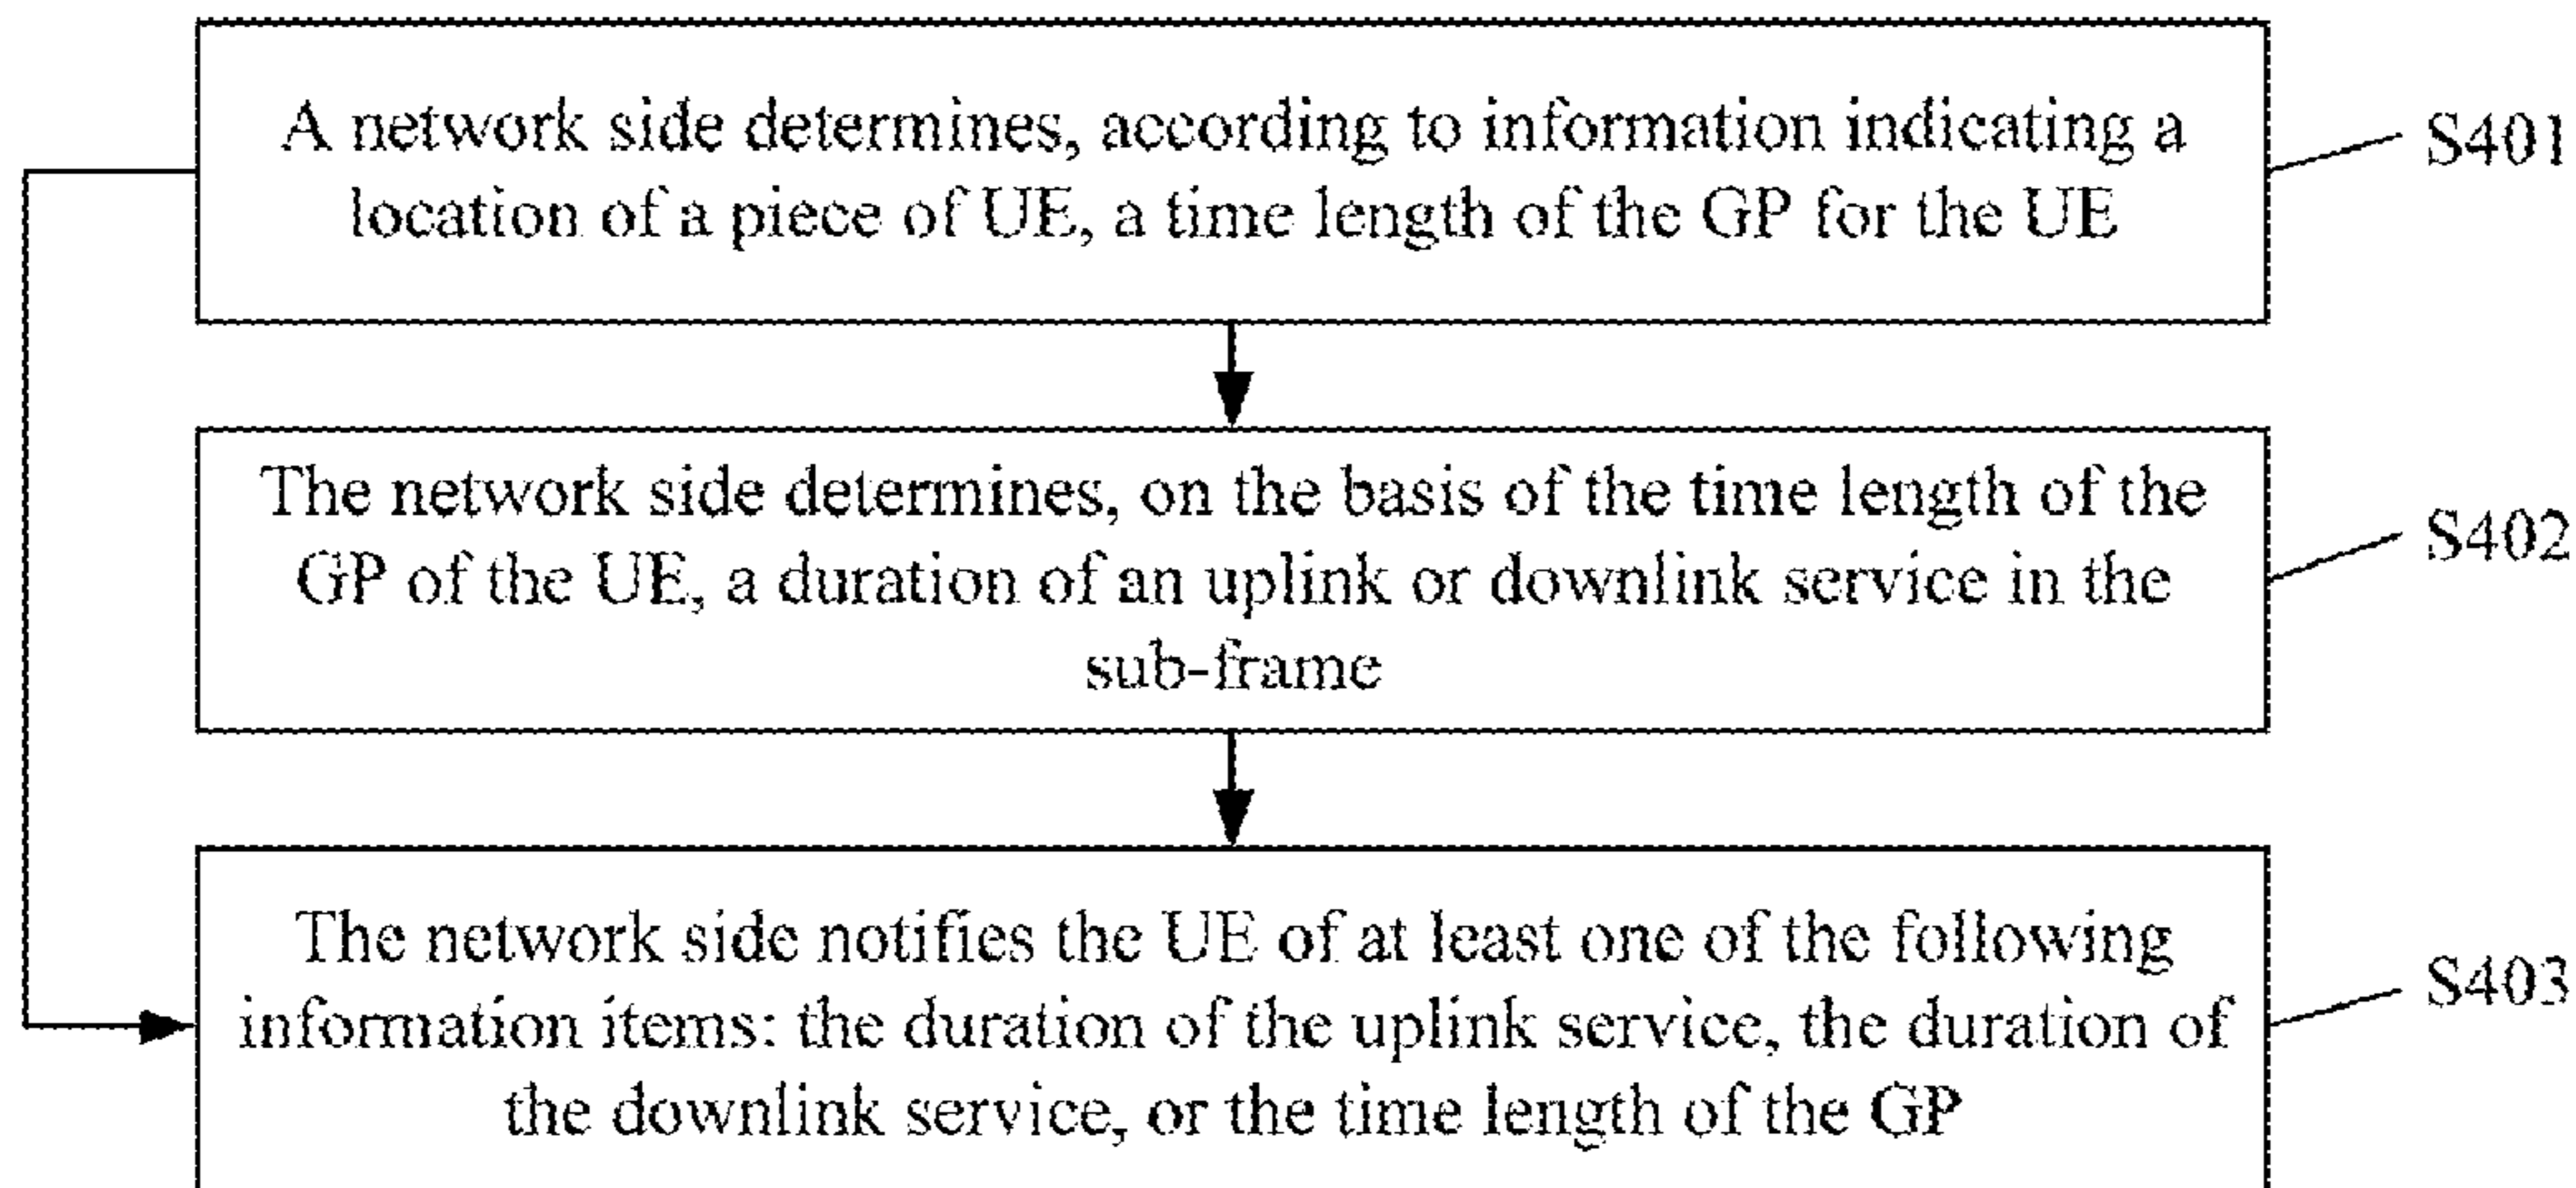 A network side determines, according to information indicating a
location of a piece of UE, a time length of the GP for the UE
S401
The network side determines, on the basis of the time length of the
GP of the UE, a duration of an uplink or downlink service in the
sub-frame
S402
The network side notifies the UE of at least one of the following
information items: the duration of the uplink service, the duration of
the downlink service, or the time length of the GP
S403